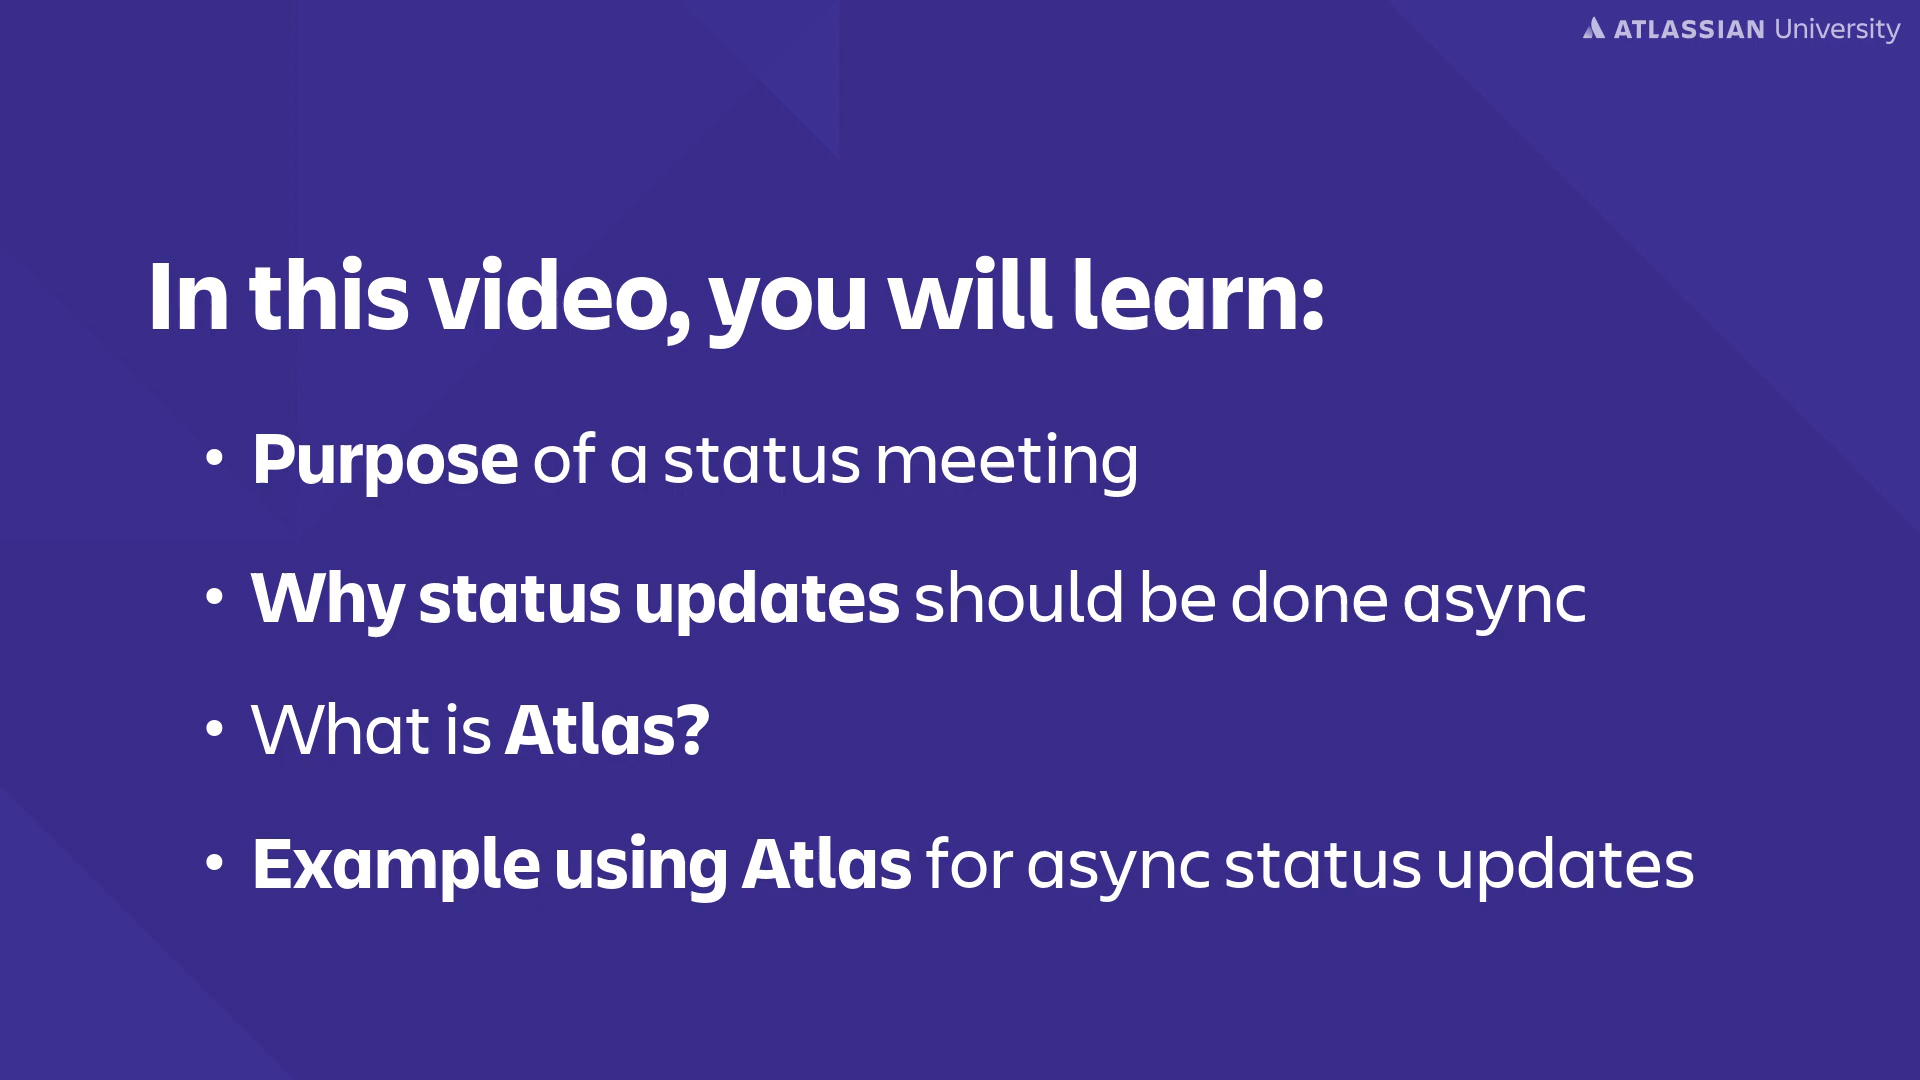 ATLASSIAN University
In this video, you will learn:
• Purpose of a status meeting
• Why status updates should be done async
• What is Atlas?
• Example using Atlas for async status updates